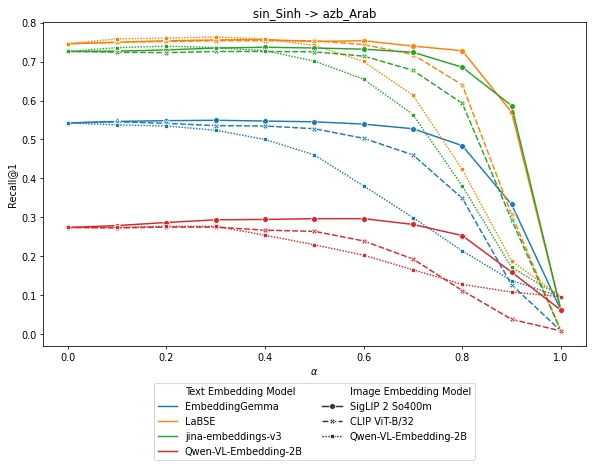 sin_Sinh -> azb_Arab
Recall@1
0.8
0.7
0.6
0.5
0.4
0.3
0.2
0.1
0.0
0.0 0.2 0.4 0.6 0.8 1.0
α
Text Embedding Model
EmbeddingGemma
LaBSE
jina-embeddings-v3
Qwen-VL-Embedding-2B
Image Embedding Model
SigLIP 2 So400m
CLIP ViT-B/32
Qwen-VL-Embedding-2B